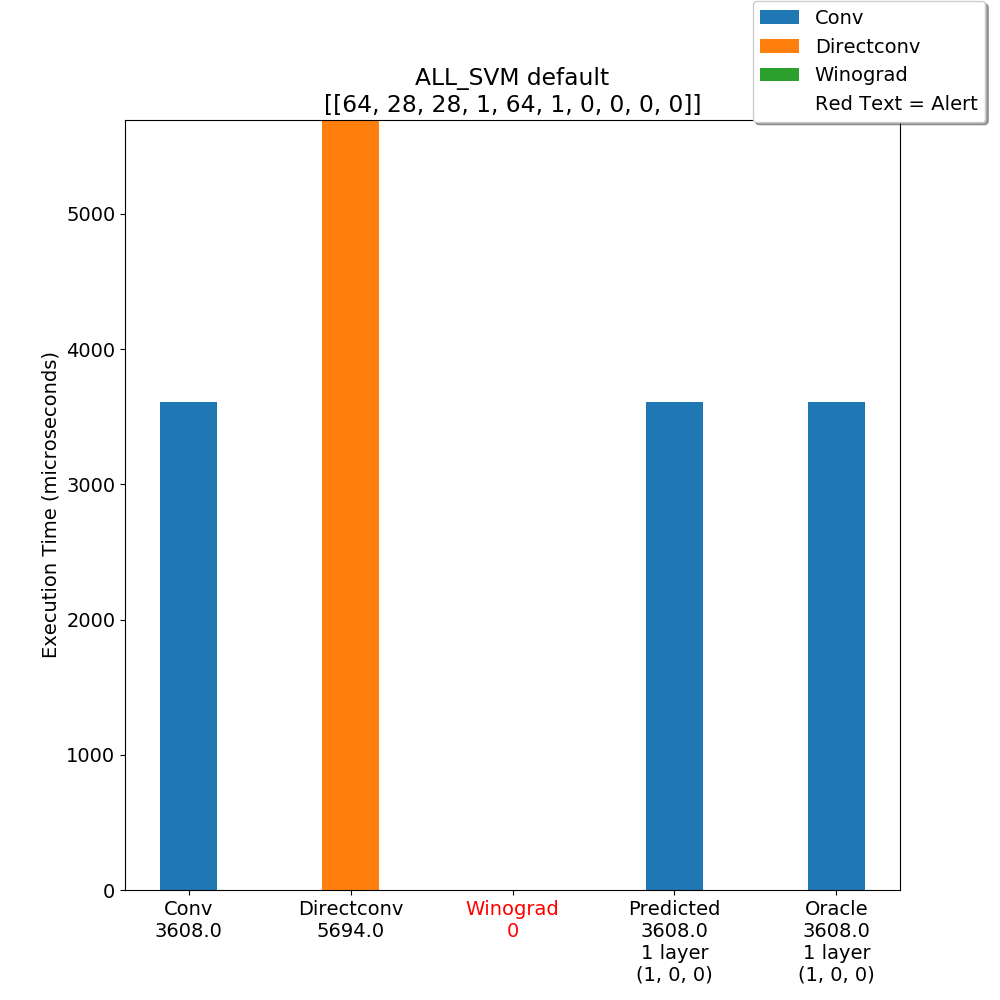 Conv
Directconv
Winograd
Red Text = Alert
ALL_SVM default
[[64, 28, 28, 1, 64, 1, 0, 0, 0, 0]]
Execution Time (microseconds)
5000
4000
3000
2000
1000
0
Conv
3608.0
Directconv
5694.0
Winograd
0
Predicted
3608.0
1 layer
(1, 0, 0)
Oracle
3608.0
1 layer
(1, 0, 0)